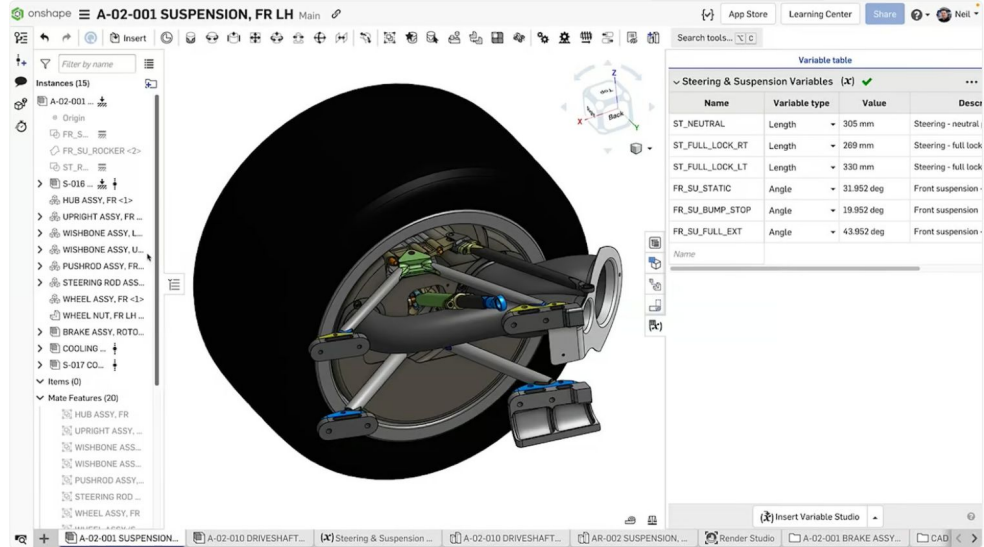 onshape A-02-001 SUSPENSION, FR LH Main App Store Learning Center Share Neil
Insert Search tools... ⌥ C
Filter by name
Instances (15)
A-02-001 ...
Origin
FR_S...
FR_SU_ROCKER <2>
ST_R...
S-016 ...
HUB ASSY, FR <1>
UPRIGHT ASSY, FR ...
WISHBONE ASSY, L...
WISHBONE ASSY, U...
PUSHROD ASSY, FR...
STEERING ROD ASS...
WHEEL ASSY, FR <1>
WHEEL NUT, FR LH ...
BRAKE ASSY, ROTO...
COOLING ...
S-017 CO...
Items (0)
Mate Features (20)
HUB ASSY, FR
UPRIGHT ASSY, ...
WISHBONE ASS...
WISHBONE ASS...
PUSHROD ASSY,...
STEERING ROD ...
WHEEL ASSY, FR
Z
X
Y
Back
Variable table
Steering & Suspension Variables (x)
Name Variable type Value Descr
ST_NEUTRAL Length 305 mm Steering - neutral
ST_FULL_LOCK_RT Length 269 mm Steering - full lock
ST_FULL_LOCK_LT Length 330 mm Steering - full lock
FR_SU_STATIC Angle 31.952 deg Front suspension -
FR_SU_BUMP_STOP Angle 19.952 deg Front suspension
FR_SU_FULL_EXT Angle 43.952 deg Front suspension -
Name
(x) Insert Variable Studio
A-02-001 SUSPENSION... A-02-010 DRIVESHAFT... (x) Steering & Suspension ... A-02-010 DRIVESHAFT... AR-002 SUSPENSION, ... Render Studio A-02-001 BRAKE ASSY... CAD